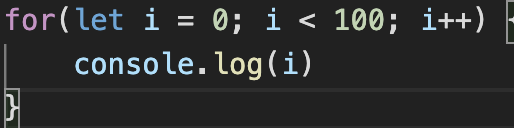 for(let i = 0; i < 100; i++) {
    console.log(i)
}